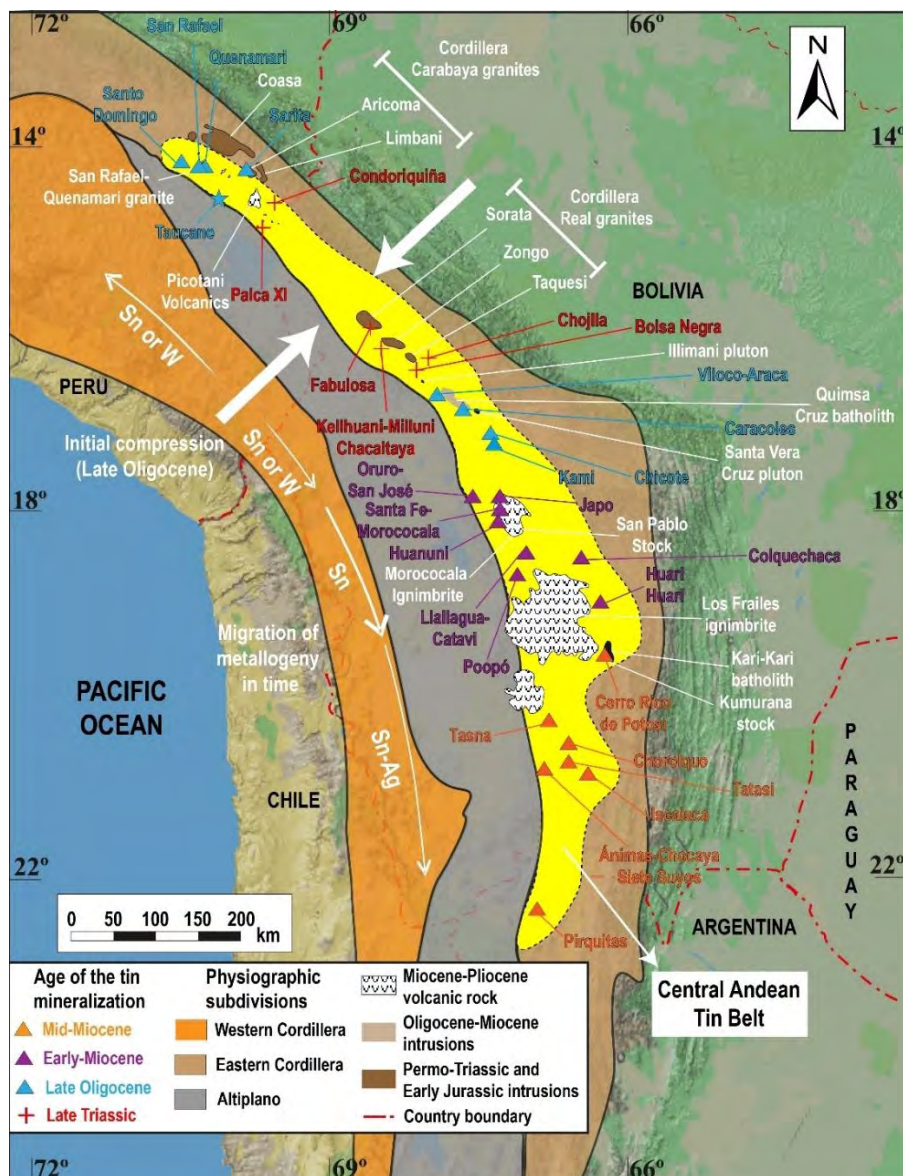 72º
69º
66º
San Rafael
Quenamari
Coasa
Cordillera
Carabaya granites
N
Santo
Domingo
Aricoma
Sarita
Limbani
14º
14º
San Rafael-
Quenamari granite
Condoriquiña
Cordillera
Real granites
Sorata
Taucane
Zongo
Picotani
Volcanics
Palca XI
Taquesi
BOLIVIA
Sn or W
Chojlla
Bolsa Negra
Illimani pluton
PERU
Fabulosa
Viloco-Araca
Quimsa
Cruz batholith
Initial compression
(Late Oligocene)
Kellhuani-Milluni
Chacaltaya
Caracoles
Santa Vera
Cruz pluton
Sn or W
Kami
Chicote
Oruro-
San José
18º
18º
Japo
Santa Fe-
Morococala
San Pablo
Stock
Huanuni
Colquechaca
Morococala
Ignimbrite
Sn
Huari
Huari
Llallagua-
Catavi
Los Frailes
ignimbrite
Migration of
metallogeny
in time
Poopó
Kari-Kari
batholith
Kumurana
stock
PACIFIC
OCEAN
Cerro Rico
de Potosí
Tasna
Chorolque
Sn-Ag
Tatasi
PARAGUAY
CHILE
Ánimas-Chocaya
Siete Suyos
22º
22º
0 50 100 150 200
km
Pirquitas
ARGENTINA
Central Andean
Tin Belt
Age of the tin
mineralization
Mid-Miocene
Early-Miocene
Late Oligocene
Late Triassic
Physiographic
subdivisions
Western Cordillera
Eastern Cordillera
Altiplano
Miocene-Pliocene
volcanic rock
Oligocene-Miocene
intrusions
Permo-Triassic and
Early Jurassic intrusions
Country boundary
72º
69º
66º